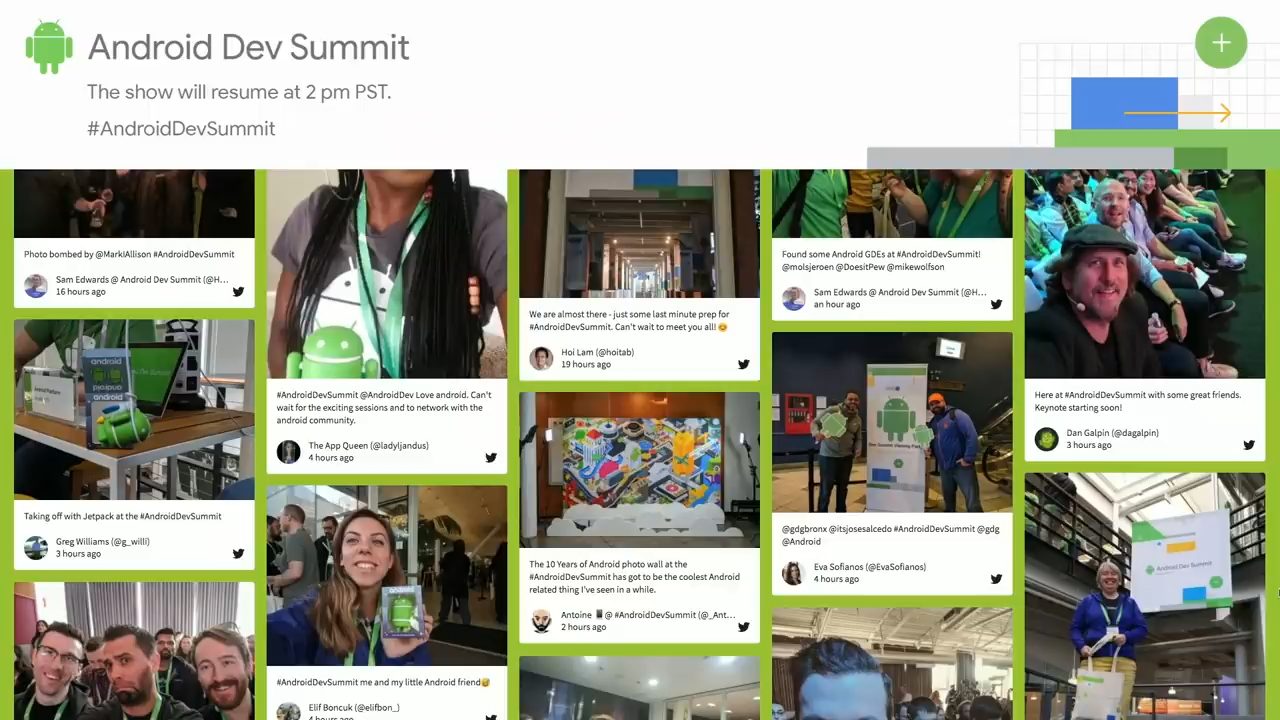 Android Dev Summit
The show will resume at 2 pm PST.
#AndroidDevSummit
Photo bombed by @MarkIAllison #AndroidDevSummit
Sam Edwards @ Android Dev Summit (@H...
16 hours ago
android
Taking off with Jetpack at the #AndroidDevSummit
Greg Williams (@g_willi)
3 hours ago
#AndroidDevSummit @AndroidDev Love android. Can't
wait for the exciting sessions and to network with the
android community.
The App Queen (@ladyljandus)
4 hours ago
#AndroidDevSummit me and my little Android friend😅
Elif Boncuk (@elifbon_)
4 hours ago
We are almost there - just some last minute prep for
#AndroidDevSummit. Can't wait to meet you all! 😊
Hoi Lam (@hoitab)
19 hours ago
The 10 Years of Android photo wall at the
#AndroidDevSummit has got to be the coolest Android
related thing I've seen in a while.
Antoine 📱@ #AndroidDevSummit (@_Ant...
2 hours ago
Found some Android GDEs at #AndroidDevSummit!
@molsjeroen @DoesitPew @mikewolfson
Sam Edwards @ Android Dev Summit (@H...
an hour ago
@gdgbronx @itsjosesalcedo #AndroidDevSummit @gdg
@Android
Eva Sofianos (@EvaSofianos)
4 hours ago
Here at #AndroidDevSummit with some great friends.
Keynote starting soon!
Dan Galpin (@dagalpin)
3 hours ago
Android Dev Summit